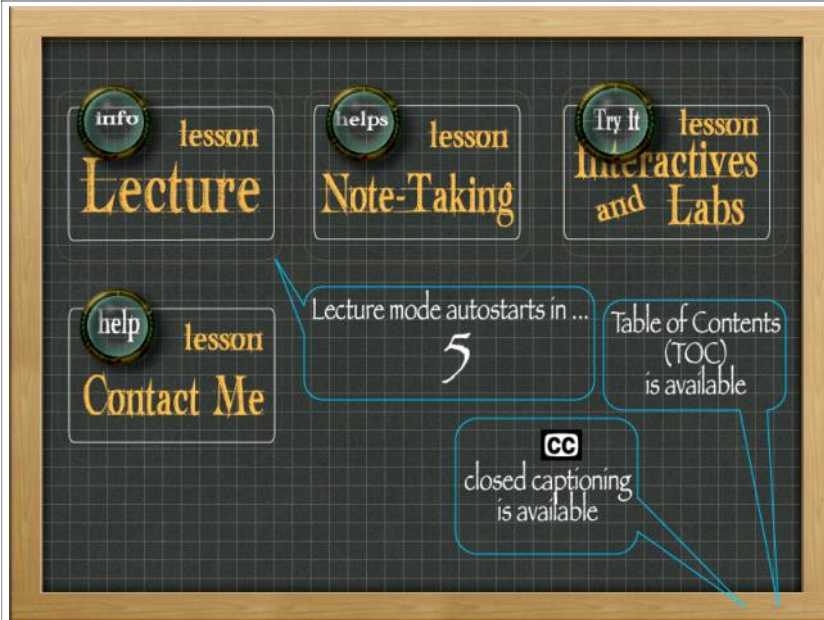 info
lesson
Lecture
helps
lesson
Note-Taking
Try It
lesson
Interactives
and Labs
help
lesson
Contact Me
Lecture mode autostarts in ...
5
Table of Contents
(TOC)
is available
CC
closed captioning
is available